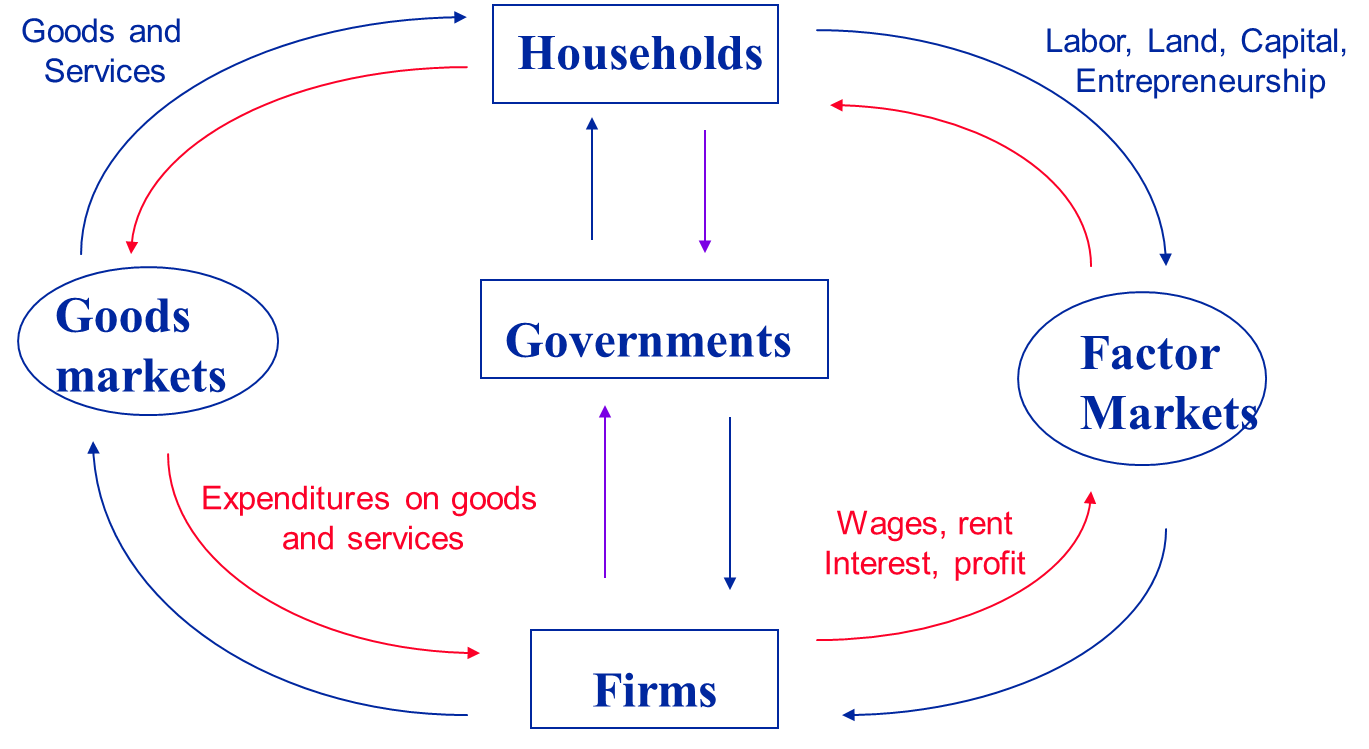 Goods and
Services
Households
Labor, Land, Capital,
Entrepreneurship
Goods
markets
Governments
Factor
Markets
Expenditures on goods
and services
Wages, rent
Interest, profit
Firms